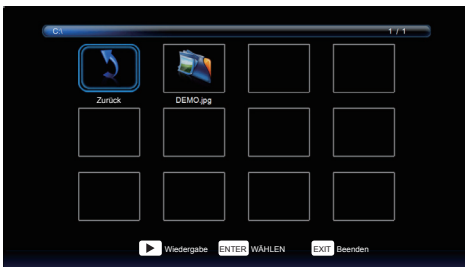 C:\ 1 / 1
Zurück DEMO.jpg
Wiedergabe ENTER WÄHLEN EXIT Beenden